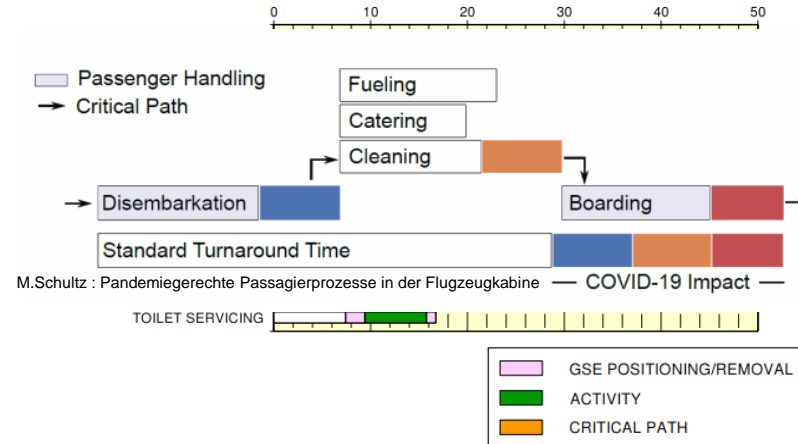 0 10 20 30 40 50
Passenger Handling
Critical Path
Fueling
Catering
Cleaning
Disembarkation
Boarding
Standard Turnaround Time
M.Schultz : Pandemiegerechte Passagierprozesse in der Flugzeugkabine
COVID-19 Impact
TOILET SERVICING
GSE POSITIONING/REMOVAL
ACTIVITY
CRITICAL PATH